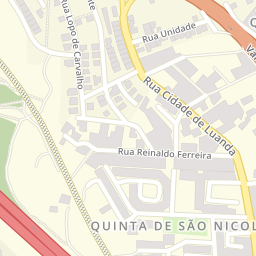 Rua Lopo de Carvalho
Rua Unidade
Rua Cidade de Luanda
Rua Reinaldo Ferreira
QUINTA DE SÃO NICOL